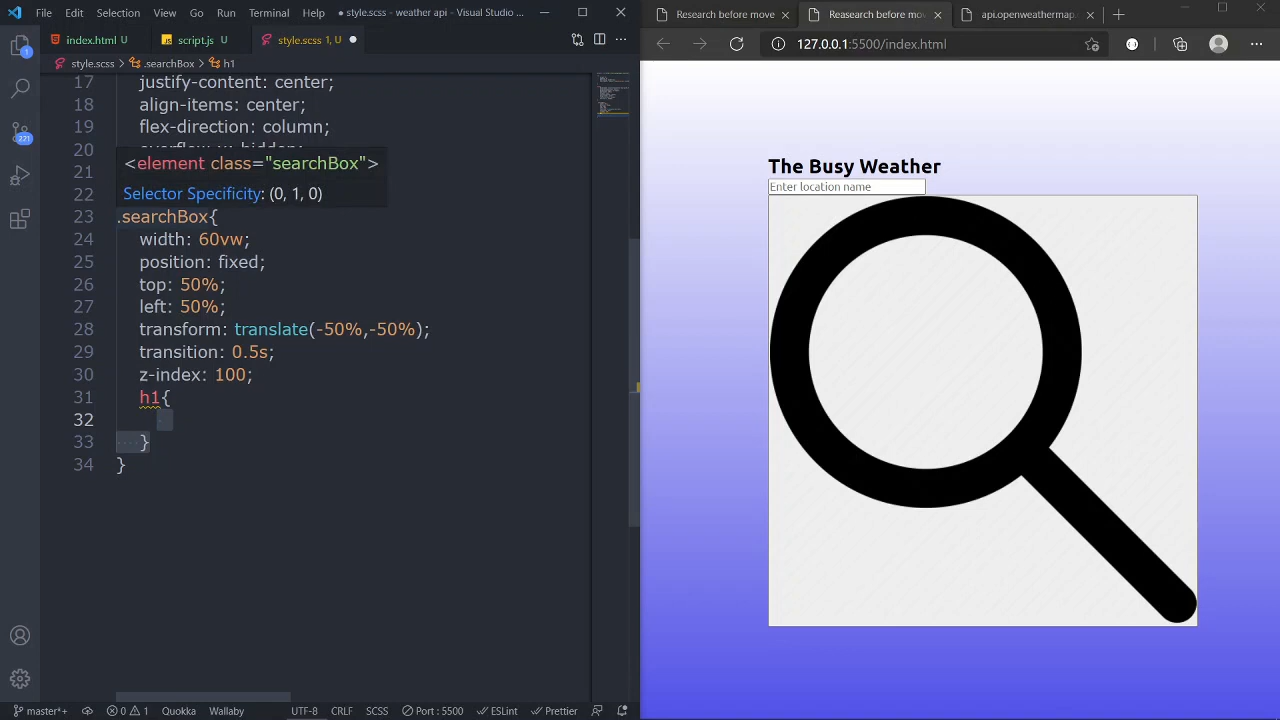 File Edit Selection View Go Run Terminal Help
● style.scss - weather api - Visual Studio ...
index.html U
script.js U
style.scss 1, U
style.scss > .searchBox > h1
17 justify-content: center;
18 align-items: center;
19 flex-direction: column;
20
21
<element class="searchBox">
22
Selector Specificity: (0, 1, 0)
23 .searchBox{
24 width: 60vw;
25 position: fixed;
26 top: 50%;
27 left: 50%;
28 transform: translate(-50%,-50%);
29 transition: 0.5s;
30 z-index: 100;
31 h1{
32
33 }
34 }
1
221
master*+ 0 1 Quokka Wallaby UTF-8 CRLF SCSS Port : 5500 ESLint Prettier
Research before move
Reasearch before move
api.openweathermap.
127.0.0.1:5500/index.html
The Busy Weather
Enter location name